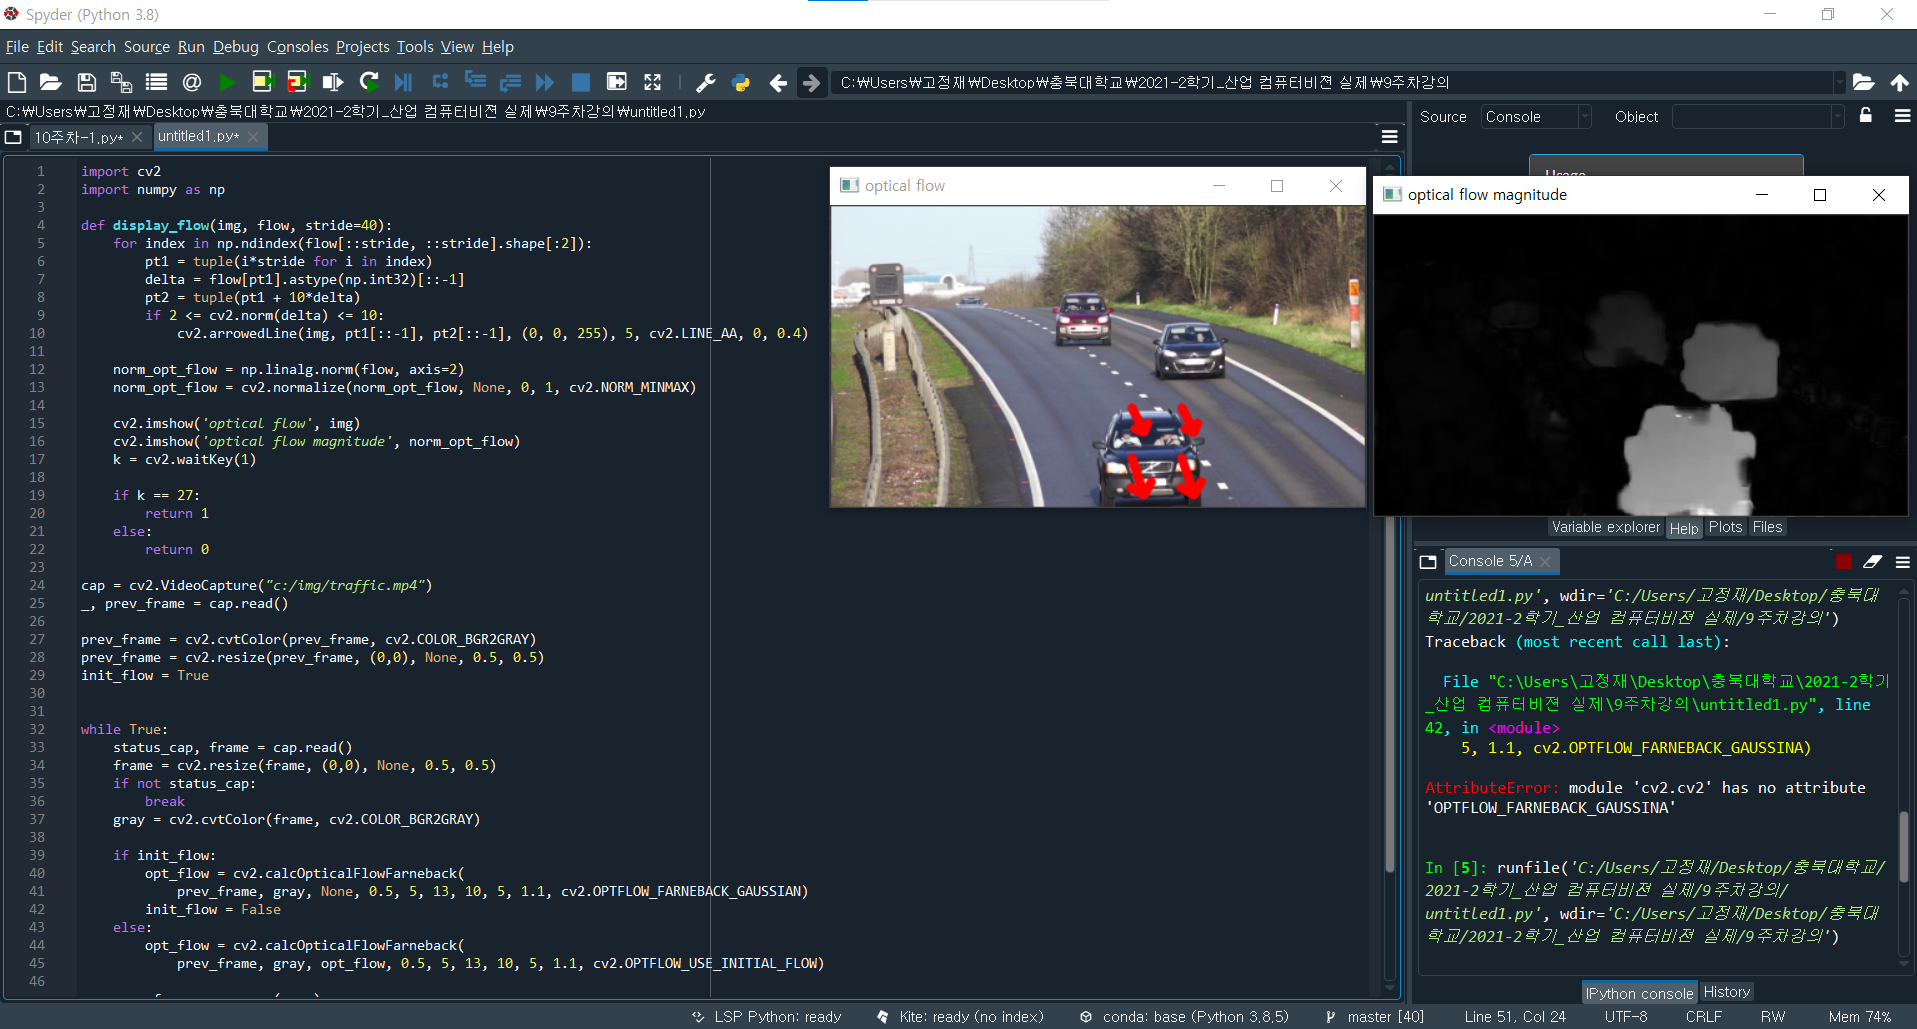 Spyder (Python 3.8)
File Edit Search Source Run Debug Consoles Projects Tools View Help
C:₩Users₩고정재₩Desktop₩충북대학교₩2021-2학기_산업 컴퓨터비젼 실제₩9주차강의
C:₩Users₩고정재₩Desktop₩충북대학교₩2021-2학기_산업 컴퓨터비젼 실제₩9주차강의₩untitled1.py
10주차-1.py*
untitled1.py*
1 import cv2
2 import numpy as np
3
4 def display_flow(img, flow, stride=40):
5     for index in np.ndindex(flow[::stride, ::stride].shape[:2]):
6         pt1 = tuple(i*stride for i in index)
7         delta = flow[pt1].astype(np.int32)[::-1]
8         pt2 = tuple(pt1 + 10*delta)
9         if 2 <= cv2.norm(delta) <= 10:
10             cv2.arrowedLine(img, pt1[::-1], pt2[::-1], (0, 0, 255), 5, cv2.LINE_AA, 0, 0.4)
11
12     norm_opt_flow = np.linalg.norm(flow, axis=2)
13     norm_opt_flow = cv2.normalize(norm_opt_flow, None, 0, 1, cv2.NORM_MINMAX)
14
15     cv2.imshow('optical flow', img)
16     cv2.imshow('optical flow magnitude', norm_opt_flow)
17     k = cv2.waitKey(1)
18
19     if k == 27:
20         return 1
21     else:
22         return 0
23
24 cap = cv2.VideoCapture("c:/img/traffic.mp4")
25 _, prev_frame = cap.read()
26
27 prev_frame = cv2.cvtColor(prev_frame, cv2.COLOR_BGR2GRAY)
28 prev_frame = cv2.resize(prev_frame, (0,0), None, 0.5, 0.5)
29 init_flow = True
30
31
32 while True:
33     status_cap, frame = cap.read()
34     frame = cv2.resize(frame, (0,0), None, 0.5, 0.5)
35     if not status_cap:
36         break
37     gray = cv2.cvtColor(frame, cv2.COLOR_BGR2GRAY)
38
39     if init_flow:
40         opt_flow = cv2.calcOpticalFlowFarneback(
41             prev_frame, gray, None, 0.5, 5, 13, 10, 5, 1.1, cv2.OPTFLOW_FARNEBACK_GAUSSIAN)
42         init_flow = False
43     else:
44         opt_flow = cv2.calcOpticalFlowFarneback(
45             prev_frame, gray, opt_flow, 0.5, 5, 13, 10, 5, 1.1, cv2.OPTFLOW_USE_INITIAL_FLOW)
46
optical flow
Source Console Object
Usage
optical flow magnitude
Variable explorer Help Plots Files
Console 5/A
untitled1.py', wdir='C:/Users/고정재/Desktop/충북대
학교/2021-2학기_산업 컴퓨터비젼 실제/9주차강의')
Traceback (most recent call last):
File "C:\Users\고정재\Desktop\충북대학교\2021-2학기
_산업 컴퓨터비젼 실제\9주차강의\untitled1.py", line
42, in <module>
5, 1.1, cv2.OPTFLOW_FARNEBACK_GAUSSINA)
AttributeError: module 'cv2.cv2' has no attribute
'OPTFLOW_FARNEBACK_GAUSSINA'
In [5]: runfile('C:/Users/고정재/Desktop/충북대학교/
2021-2학기_산업 컴퓨터비젼 실제/9주차강의/
untitled1.py', wdir='C:/Users/고정재/Desktop/충북대
학교/2021-2학기_산업 컴퓨터비젼 실제/9주차강의')
IPython console History
LSP Python: ready Kite: ready (no index) conda: base (Python 3.8.5) master [40] Line 51, Col 24 UTF-8 CRLF RW Mem 74%